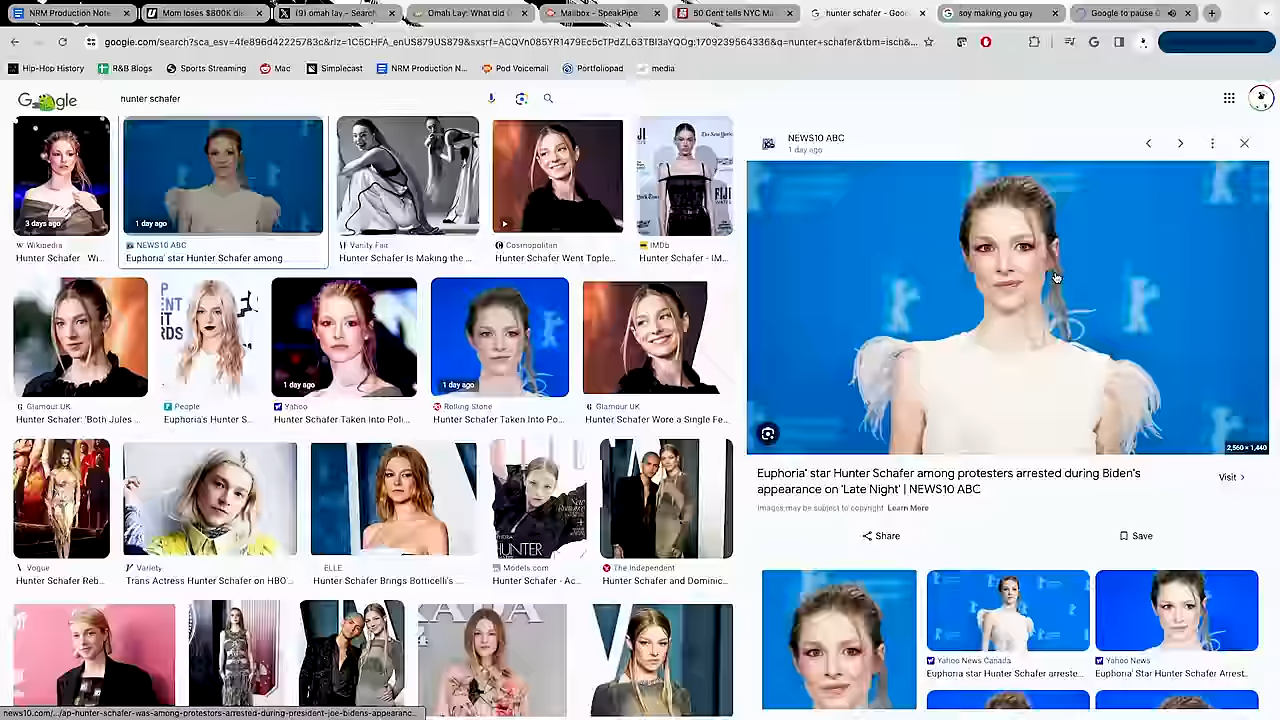 NRM Production Note
Mom loses $800K di
(9) omah lay - Search
Omah Lay: What did
Mailbox - SpeakPipe
50 Cent tells NYC Ma
hunter schafer - Goo
soy making you gay
Google to pause
google.com/search?sca_esv=4fe896d42225783c&rlz=1C5CHFA_enUS879US879&sxsrf=ACQVn085YR1479Ec5cTPdZL63TBI3aYQOg:1709239564336&q=hunter+schafer&tbm=isch&...
Hip-Hop History
R&B Blogs
Sports Streaming
Mac
Simplecast
NRM Production N...
Pod Voicemail
Portfoliopad
media
Google
hunter schafer
3 days ago
1 day ago
Wikipedia
NEWS10 ABC
Vanity Fair
Cosmopolitan
IMDb
Hunter Schafer - Wi...
Euphoria' star Hunter Schafer among
Hunter Schafer Is Making the ...
Hunter Schafer Went Tople...
Hunter Schafer - IM...
1 day ago
1 day ago
Glamour UK
People
Yahoo
Rolling Stone
Glamour UK
Hunter Schafer: 'Both Jules ...
Euphoria's Hunter S...
Hunter Schafer Taken Into Poli...
Hunter Schafer Taken Into Po...
Hunter Schafer Wore a Single Fe...
HUNTER
Vogue
Variety
ELLE
Models.com
The Independent
Hunter Schafer Reb...
Trans Actress Hunter Schafer on HBO'...
Hunter Schafer Brings Botticelli's ...
Hunter Schafer - Ac...
Hunter Schafer and Dominic...
news10.com/.../ap-hunter-schafer-was-among-protestors-arrested-during-president-joe-bidens-appearanc...
NEWS10 ABC
1 day ago
2,560 × 1,440
Euphoria' star Hunter Schafer among protesters arrested during Biden's
appearance on 'Late Night' | NEWS10 ABC
Visit
Images may be subject to copyright. Learn More
Share
Save
Yahoo News Canada
Yahoo News
Euphoria star Hunter Schafer arreste...
Euphoria' Star Hunter Schafer Arrest...